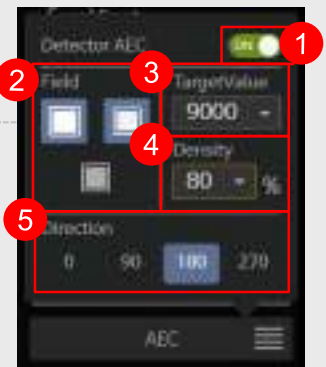 Detector AEC
ON
1
2
Field
3
TargetValue
9000
4
Density
80
%
5
Direction
0
90
180
270
AEC